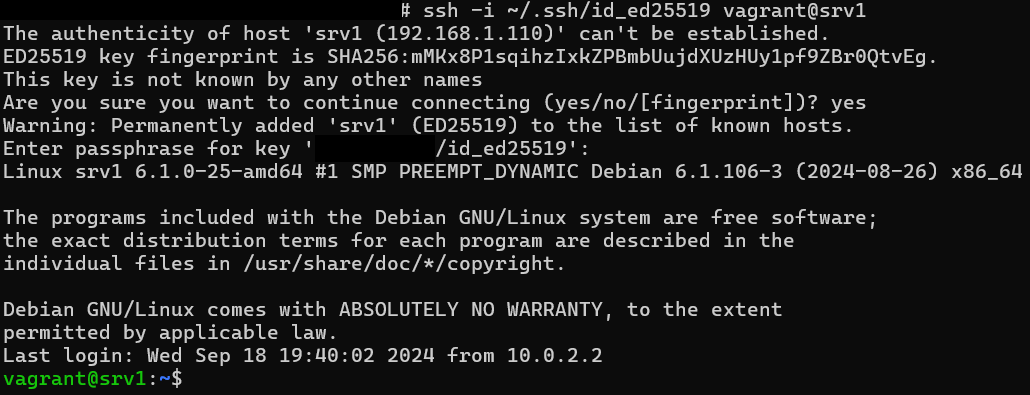 # ssh -i ~/.ssh/id_ed25519 vagrant@srv1
The authenticity of host 'srv1 (192.168.1.110)' can't be established.
ED25519 key fingerprint is SHA256:mMKx8P1sqihzIxkZPBmbUujdXUzHUy1pf9ZBr0QtvEg.
This key is not known by any other names
Are you sure you want to continue connecting (yes/no/[fingerprint])? yes
Warning: Permanently added 'srv1' (ED25519) to the list of known hosts.
Enter passphrase for key '/id_ed25519':
Linux srv1 6.1.0-25-amd64 #1 SMP PREEMPT_DYNAMIC Debian 6.1.106-3 (2024-08-26) x86_64
The programs included with the Debian GNU/Linux system are free software;
the exact distribution terms for each program are described in the
individual files in /usr/share/doc/*/copyright.
Debian GNU/Linux comes with ABSOLUTELY NO WARRANTY, to the extent
permitted by applicable law.
Last login: Wed Sep 18 19:40:02 2024 from 10.0.2.2
vagrant@srv1:~$